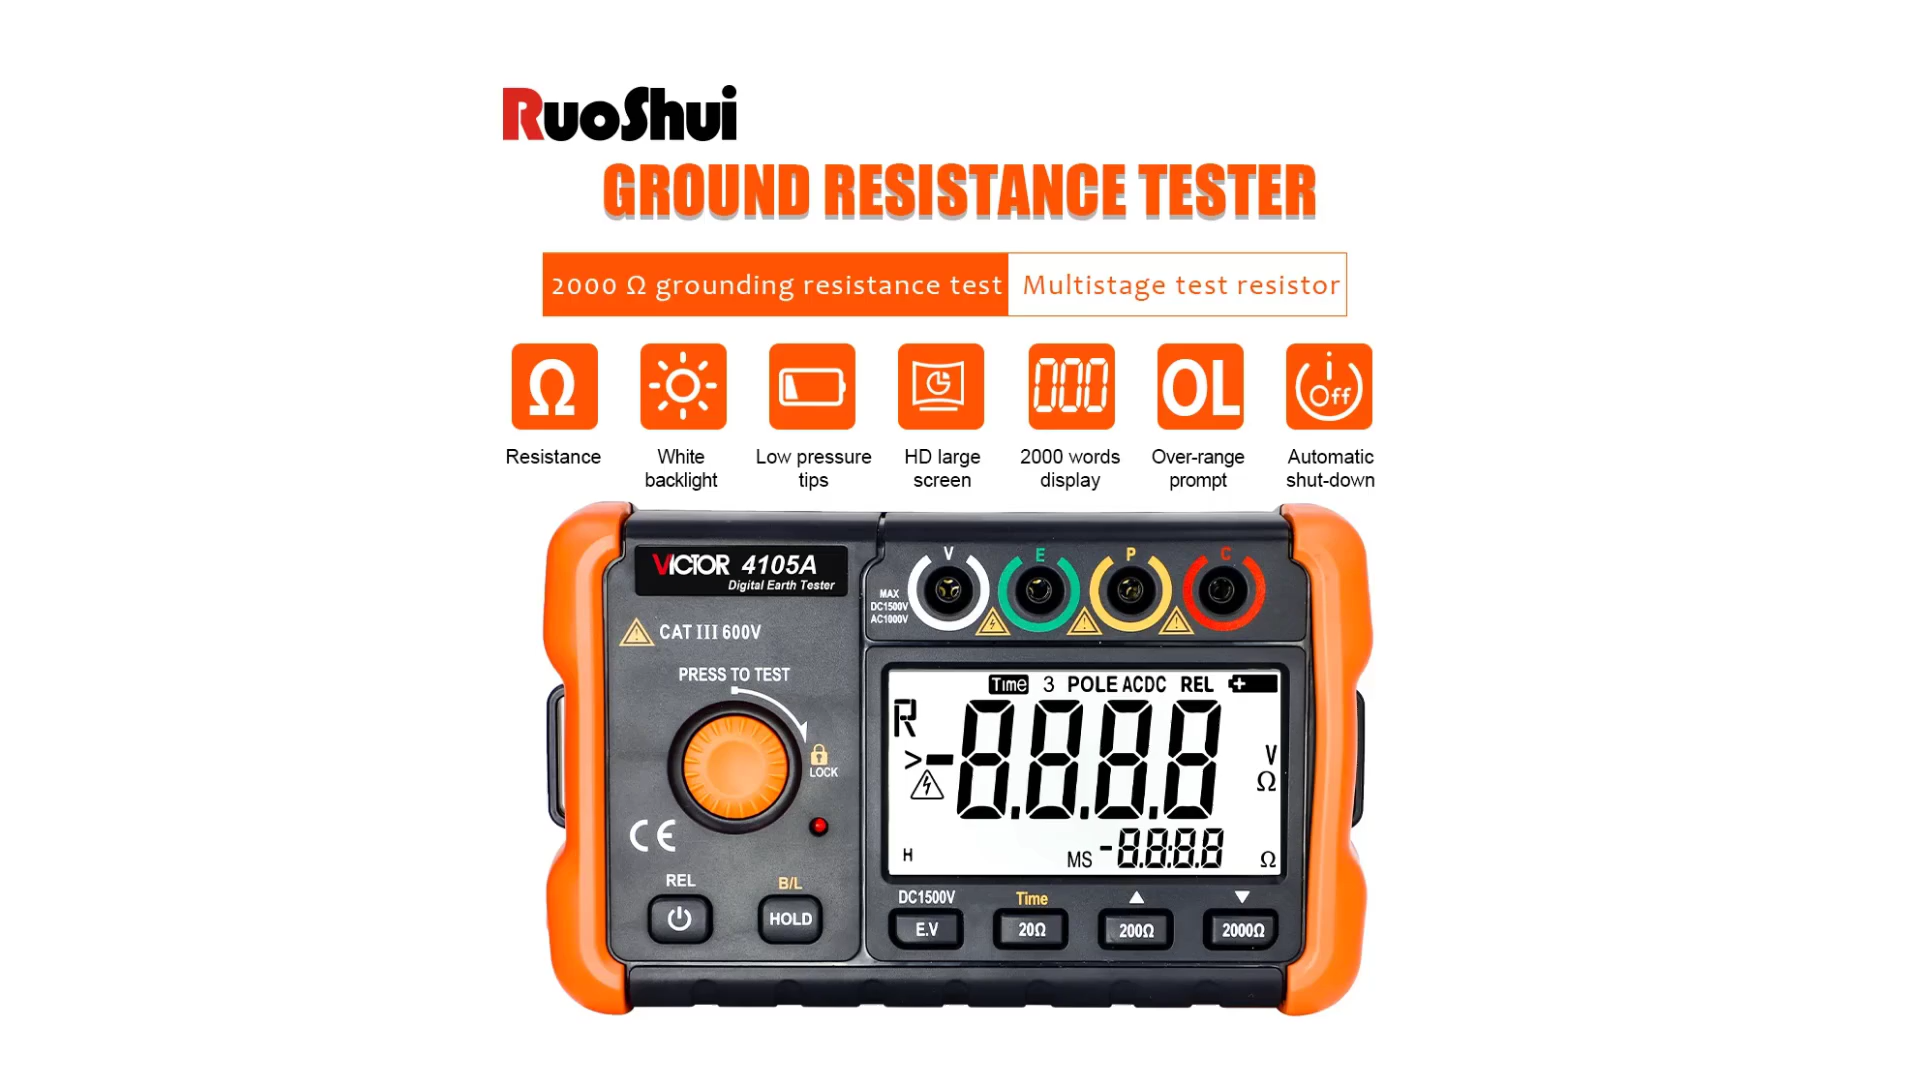 RuoShui
GROUND RESISTANCE TESTER
2000 Ω grounding resistance test
Multistage test resistor
Ω
000
OL
i
Off
Resistance
White
backlight
Low pressure
tips
HD large
screen
2000 words
display
Over-range
prompt
Automatic
shut-down
VICTOR 4105A
Digital Earth Tester
V E P C
MAX
DC1500V
AC1000V
CAT III 600V
PRESS TO TEST
LOCK
CE
REL
B/L
HOLD
Time 3 POLE ACDC REL
R
>-8.8.8.8
V
Ω
H
MS -8.8.8.8 Ω
DC1500V
Time
▲
▼
E.V
20Ω
200Ω
2000Ω